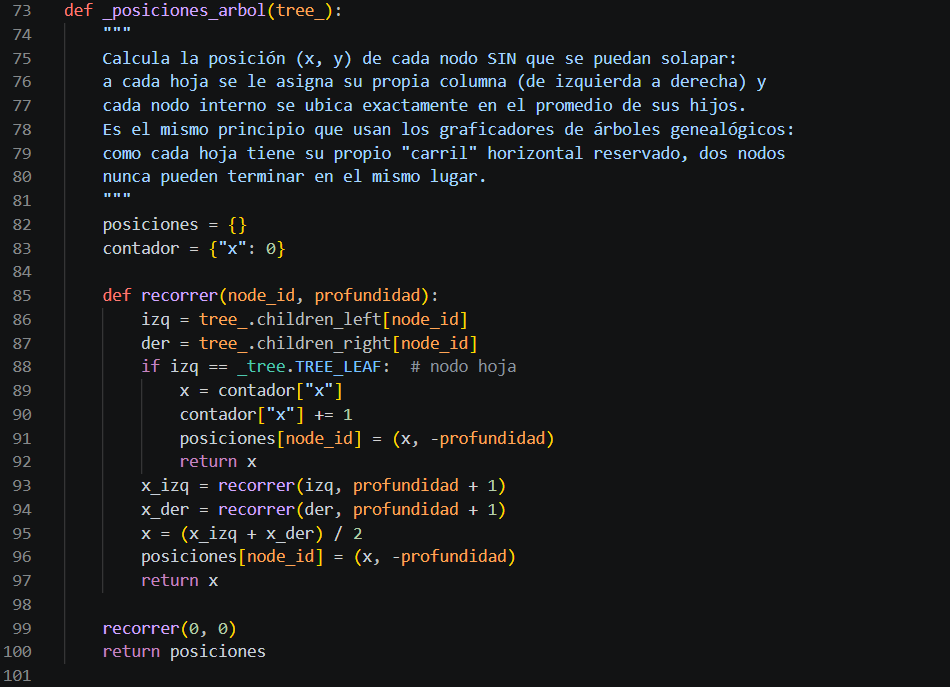 73 def _posiciones_arbol(tree_):
74     """
75     Calcula la posición (x, y) de cada nodo SIN que se puedan solapar:
76     a cada hoja se le asigna su propia columna (de izquierda a derecha) y
77     cada nodo interno se ubica exactamente en el promedio de sus hijos.
78     Es el mismo principio que usan los graficadores de árboles genealógicos:
79     como cada hoja tiene su propio "carril" horizontal reservado, dos nodos
80     nunca pueden terminar en el mismo lugar.
81     """
82     posiciones = {}
83     contador = {"x": 0}
84
85     def recorrer(node_id, profundidad):
86         izq = tree_.children_left[node_id]
87         der = tree_.children_right[node_id]
88         if izq == _tree.TREE_LEAF:  # nodo hoja
89             x = contador["x"]
90             contador["x"] += 1
91             posiciones[node_id] = (x, -profundidad)
92             return x
93         x_izq = recorrer(izq, profundidad + 1)
94         x_der = recorrer(der, profundidad + 1)
95         x = (x_izq + x_der) / 2
96         posiciones[node_id] = (x, -profundidad)
97         return x
98
99     recorrer(0, 0)
100     return posiciones
101